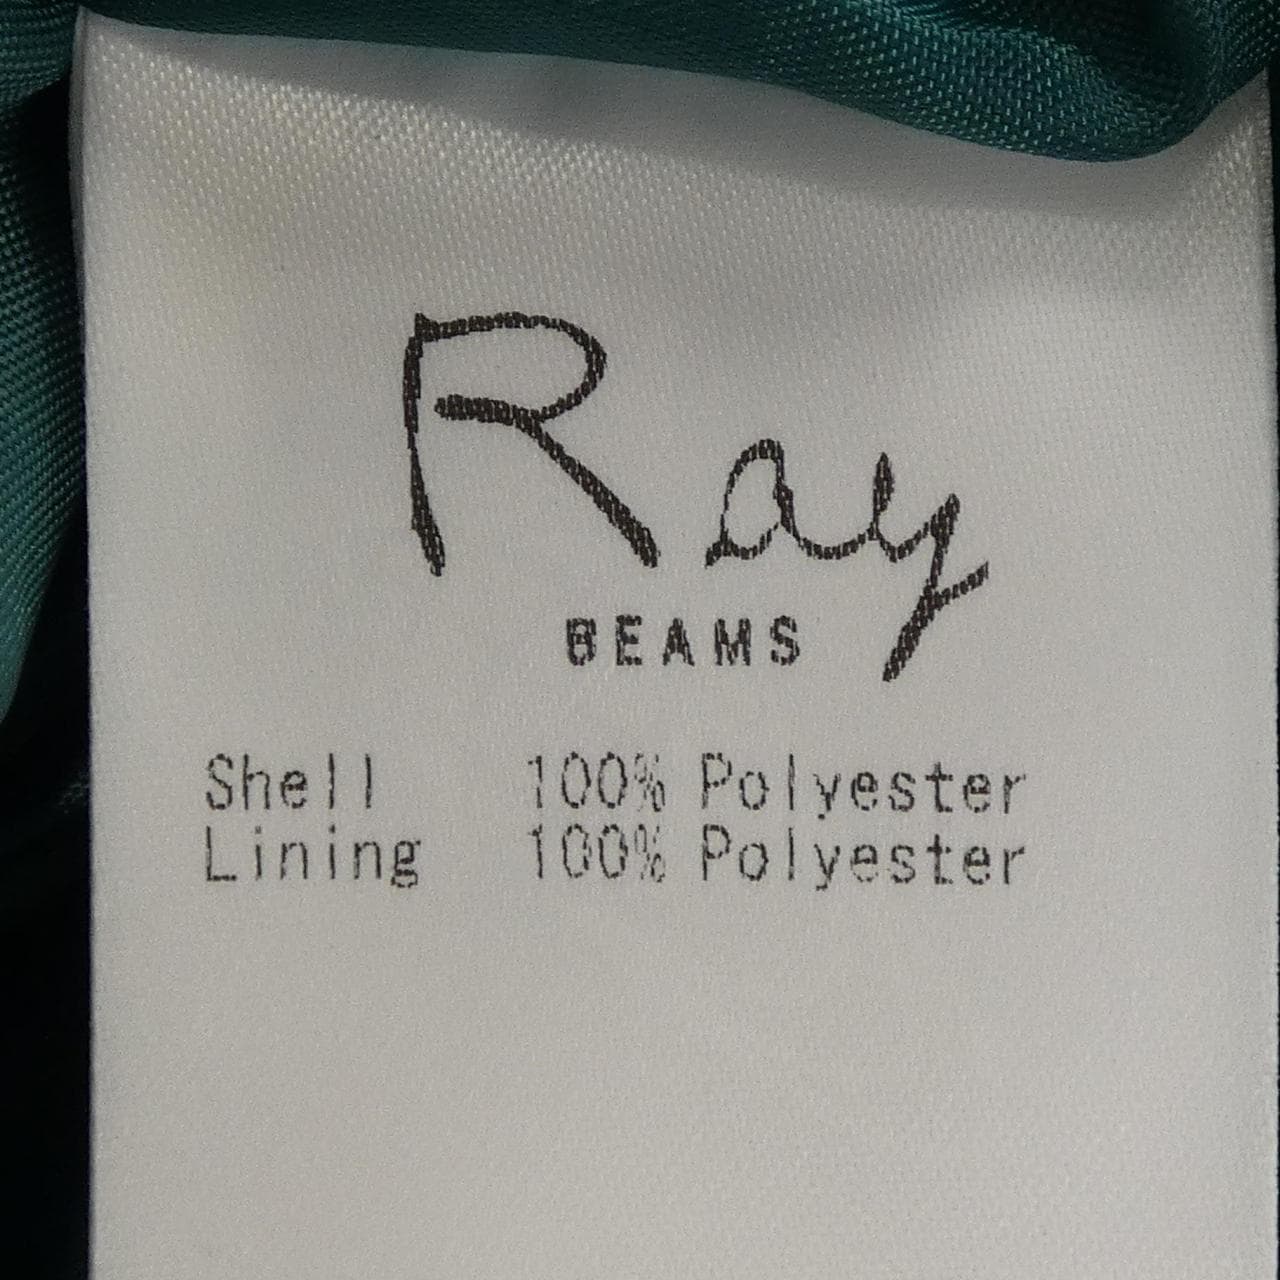 Ray
BEAMS
Shell 100% Polyester
Lining 100% Polyester